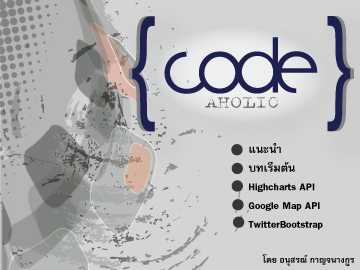 { code }
AHOLIC
แนะนำ
บทเริ่มต้น
Highcharts API
Google Map API
TwitterBootstrap
โดย อนุสรณ์ กาญจนางกูร